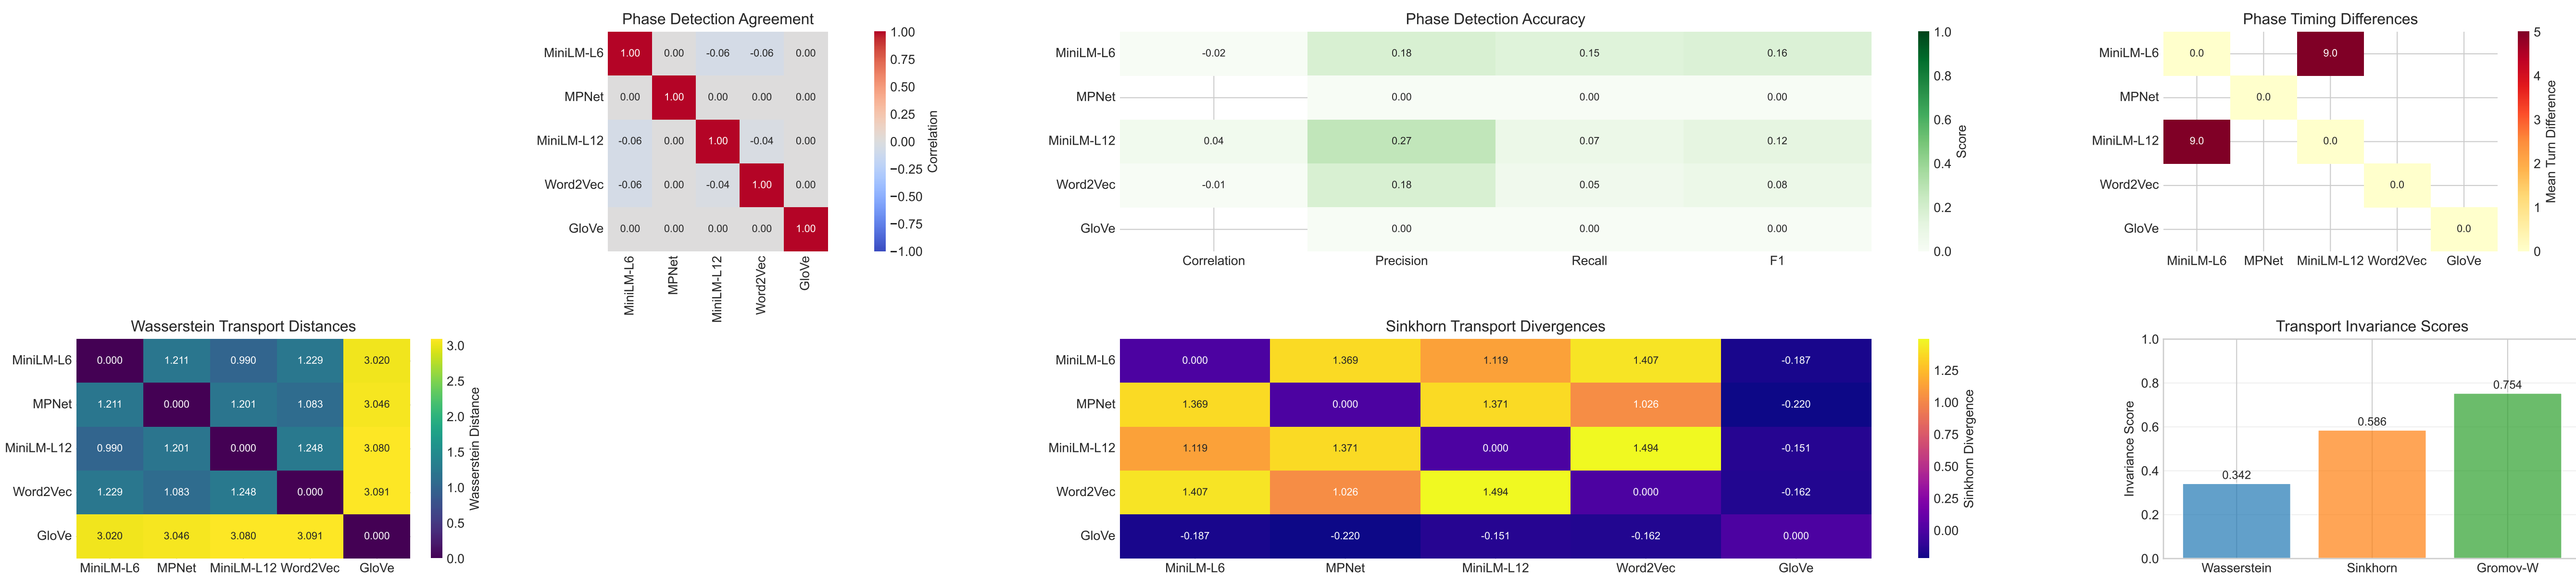 Phase Detection Agreement
MiniLM-L6 1.00 0.00 -0.06 -0.06 0.00
MPNet 0.00 1.00 0.00 0.00 0.00
MiniLM-L12 -0.06 0.00 1.00 -0.04 0.00
Word2Vec -0.06 0.00 -0.04 1.00 0.00
GloVe 0.00 0.00 0.00 0.00 1.00
MiniLM-L6 MPNet MiniLM-L12 Word2Vec GloVe
1.00
0.75
0.50
0.25
0.00
−0.25
−0.50
−0.75
−1.00
Correlation
Phase Detection Accuracy
MiniLM-L6 -0.02 0.18 0.15 0.16
MPNet 0.00 0.00 0.00
MiniLM-L12 0.04 0.27 0.07 0.12
Word2Vec -0.01 0.18 0.05 0.08
GloVe 0.00 0.00 0.00
Correlation Precision Recall F1
1.0
0.8
0.6
0.4
0.2
0.0
Score
Phase Timing Differences
MiniLM-L6 0.0 9.0
MPNet 0.0
MiniLM-L12 9.0 0.0
Word2Vec 0.0
GloVe 0.0
MiniLM-L6 MPNet MiniLM-L12 Word2Vec GloVe
5
4
3
2
1
0
Mean Turn Difference
Wasserstein Transport Distances
MiniLM-L6 0.000 1.211 0.990 1.229 3.020
MPNet 1.211 0.000 1.201 1.083 3.046
MiniLM-L12 0.990 1.201 0.000 1.248 3.080
Word2Vec 1.229 1.083 1.248 0.000 3.091
GloVe 3.020 3.046 3.080 3.091 0.000
MiniLM-L6 MPNet MiniLM-L12 Word2Vec GloVe
3.0
2.5
2.0
1.5
1.0
0.5
0.0
Wasserstein Distance
Sinkhorn Transport Divergences
MiniLM-L6 0.000 1.369 1.119 1.407 -0.187
MPNet 1.369 0.000 1.371 1.026 -0.220
MiniLM-L12 1.119 1.371 0.000 1.494 -0.151
Word2Vec 1.407 1.026 1.494 0.000 -0.162
GloVe -0.187 -0.220 -0.151 -0.162 0.000
MiniLM-L6 MPNet MiniLM-L12 Word2Vec GloVe
1.25
1.00
0.75
0.50
0.25
0.00
Sinkhorn Divergence
Transport Invariance Scores
Invariance Score
1.0
0.8
0.6
0.4
0.2
0.0
0.342
0.586
0.754
Wasserstein Sinkhorn Gromov-W